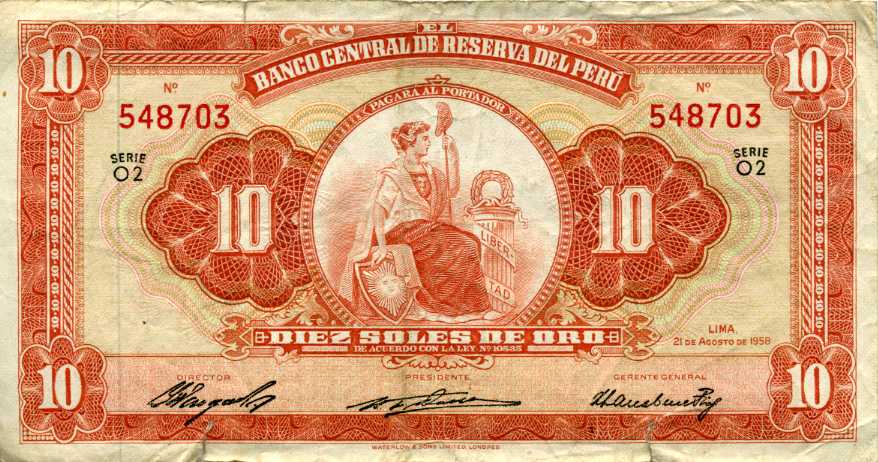 EL
BANCO CENTRAL DE RESERVA DEL PERÚ
10
10
Nº
548703
Nº
548703
PAGARA AL PORTADOR
SERIE
O2
SERIE
O2
10
10
LIBER-
TAD
DIEZ SOLES DE ORO
DE ACUERDO CON LA LEY Nº 10535
LIMA,
21 DE AGOSTO DE 1958
DIRECTOR
PRESIDENTE
GERENTE GENERAL
10
10
WATERLOW & SONS LIMITED, LONDRES.